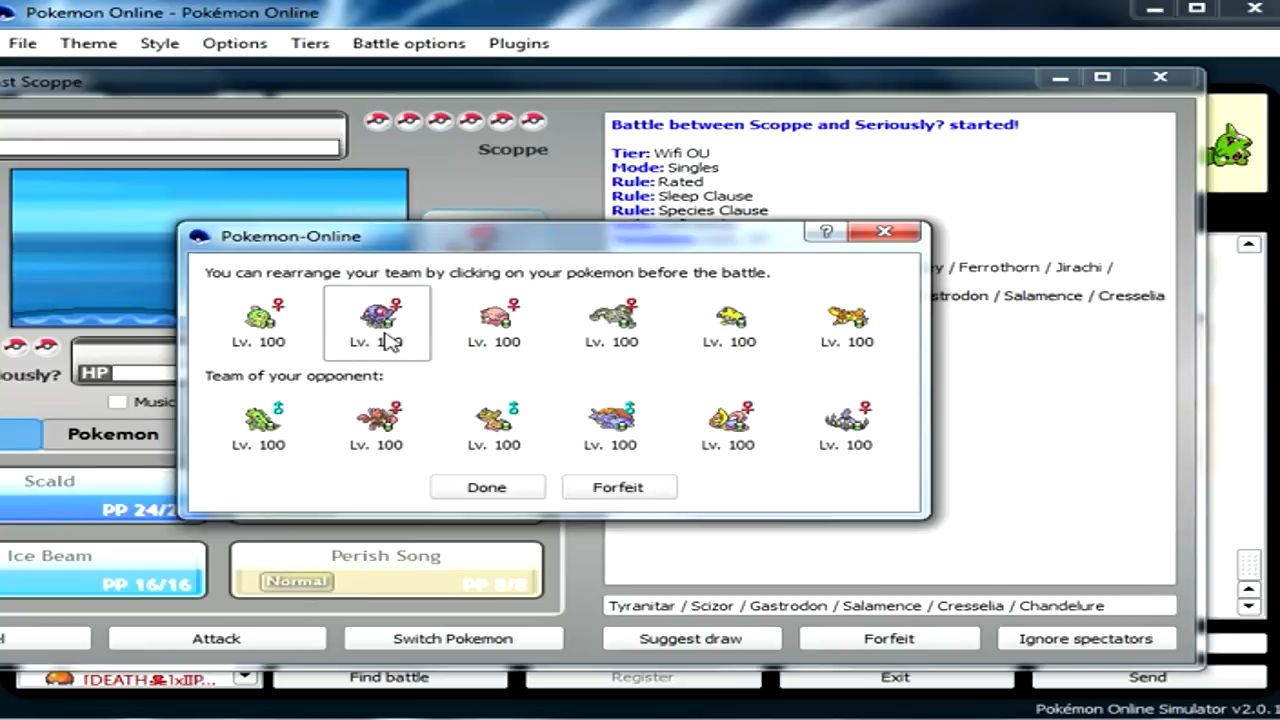 Pokemon Online - Pokémon Online
File Theme Style Options Tiers Battle options Plugins
st Scoppe
Scoppe
Battle between Scoppe and Seriously? started!
Tier: Wifi OU
Mode: Singles
Rule: Rated
Rule: Sleep Clause
Rule: Species Clause
Pokemon-Online
You can rearrange your team by clicking on your pokemon before the battle.
Lv. 100 Lv. 100 Lv. 100 Lv. 100 Lv. 100
Team of your opponent:
Lv. 100 Lv. 100 Lv. 100 Lv. 100 Lv. 100 Lv. 100
Done Forfeit
y / Ferrothorn / Jirachi /
strodon / Salamence / Cresselia
ously?
HP
Music
Pokemon
Scald
PP 24/2
Ice Beam
PP 16/16
Perish Song
Normal PP 8/8
Tyranitar / Scizor / Gastrodon / Salamence / Cresselia / Chandelure
Attack Switch Pokemon Suggest draw Forfeit Ignore spectators
Find battle Register Exit Send
Pokémon Online Simulator v2.0.1